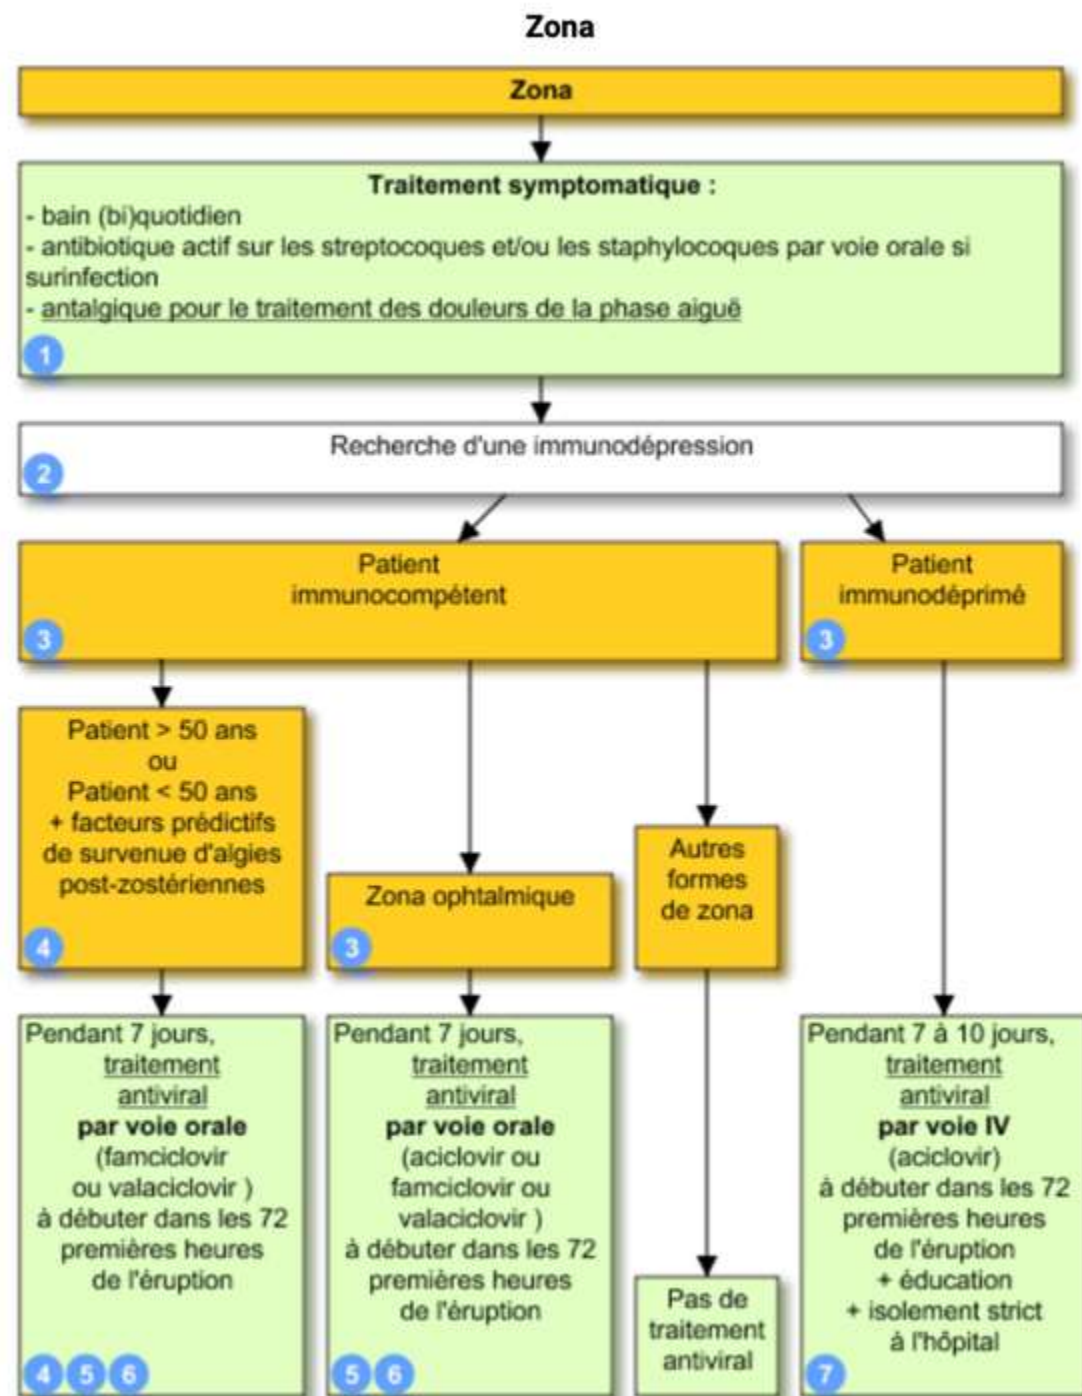 Zona
Zona
Traitement symptomatique :
- bain (bi)quotidien
- antibiotique actif sur les streptocoques et/ou les staphylocoques par voie orale si
surinfection
- antalgique pour le traitement des douleurs de la phase aiguë
1
Recherche d'une immunodépression
2
Patient
immunocompétent
3
Patient
immunodéprimé
3
Patient > 50 ans
ou
Patient < 50 ans
+ facteurs prédictifs
de survenue d'algies
post-zostériennes
4
Zona ophtalmique
3
Autres
formes
de zona
Pendant 7 jours,
traitement
antiviral
par voie orale
(famciclovir
ou valaciclovir )
à débuter dans les 72
premières heures
de l'éruption
4 5 6
Pendant 7 jours,
traitement
antiviral
par voie orale
(aciclovir ou
famciclovir ou
valaciclovir )
à débuter dans les 72
premières heures
de l'éruption
5 6
Pas de
traitement
antiviral
Pendant 7 à 10 jours,
traitement
antiviral
par voie IV
(aciclovir)
à débuter dans les 72
premières heures
de l'éruption
+ éducation
+ isolement strict
à l'hôpital
7